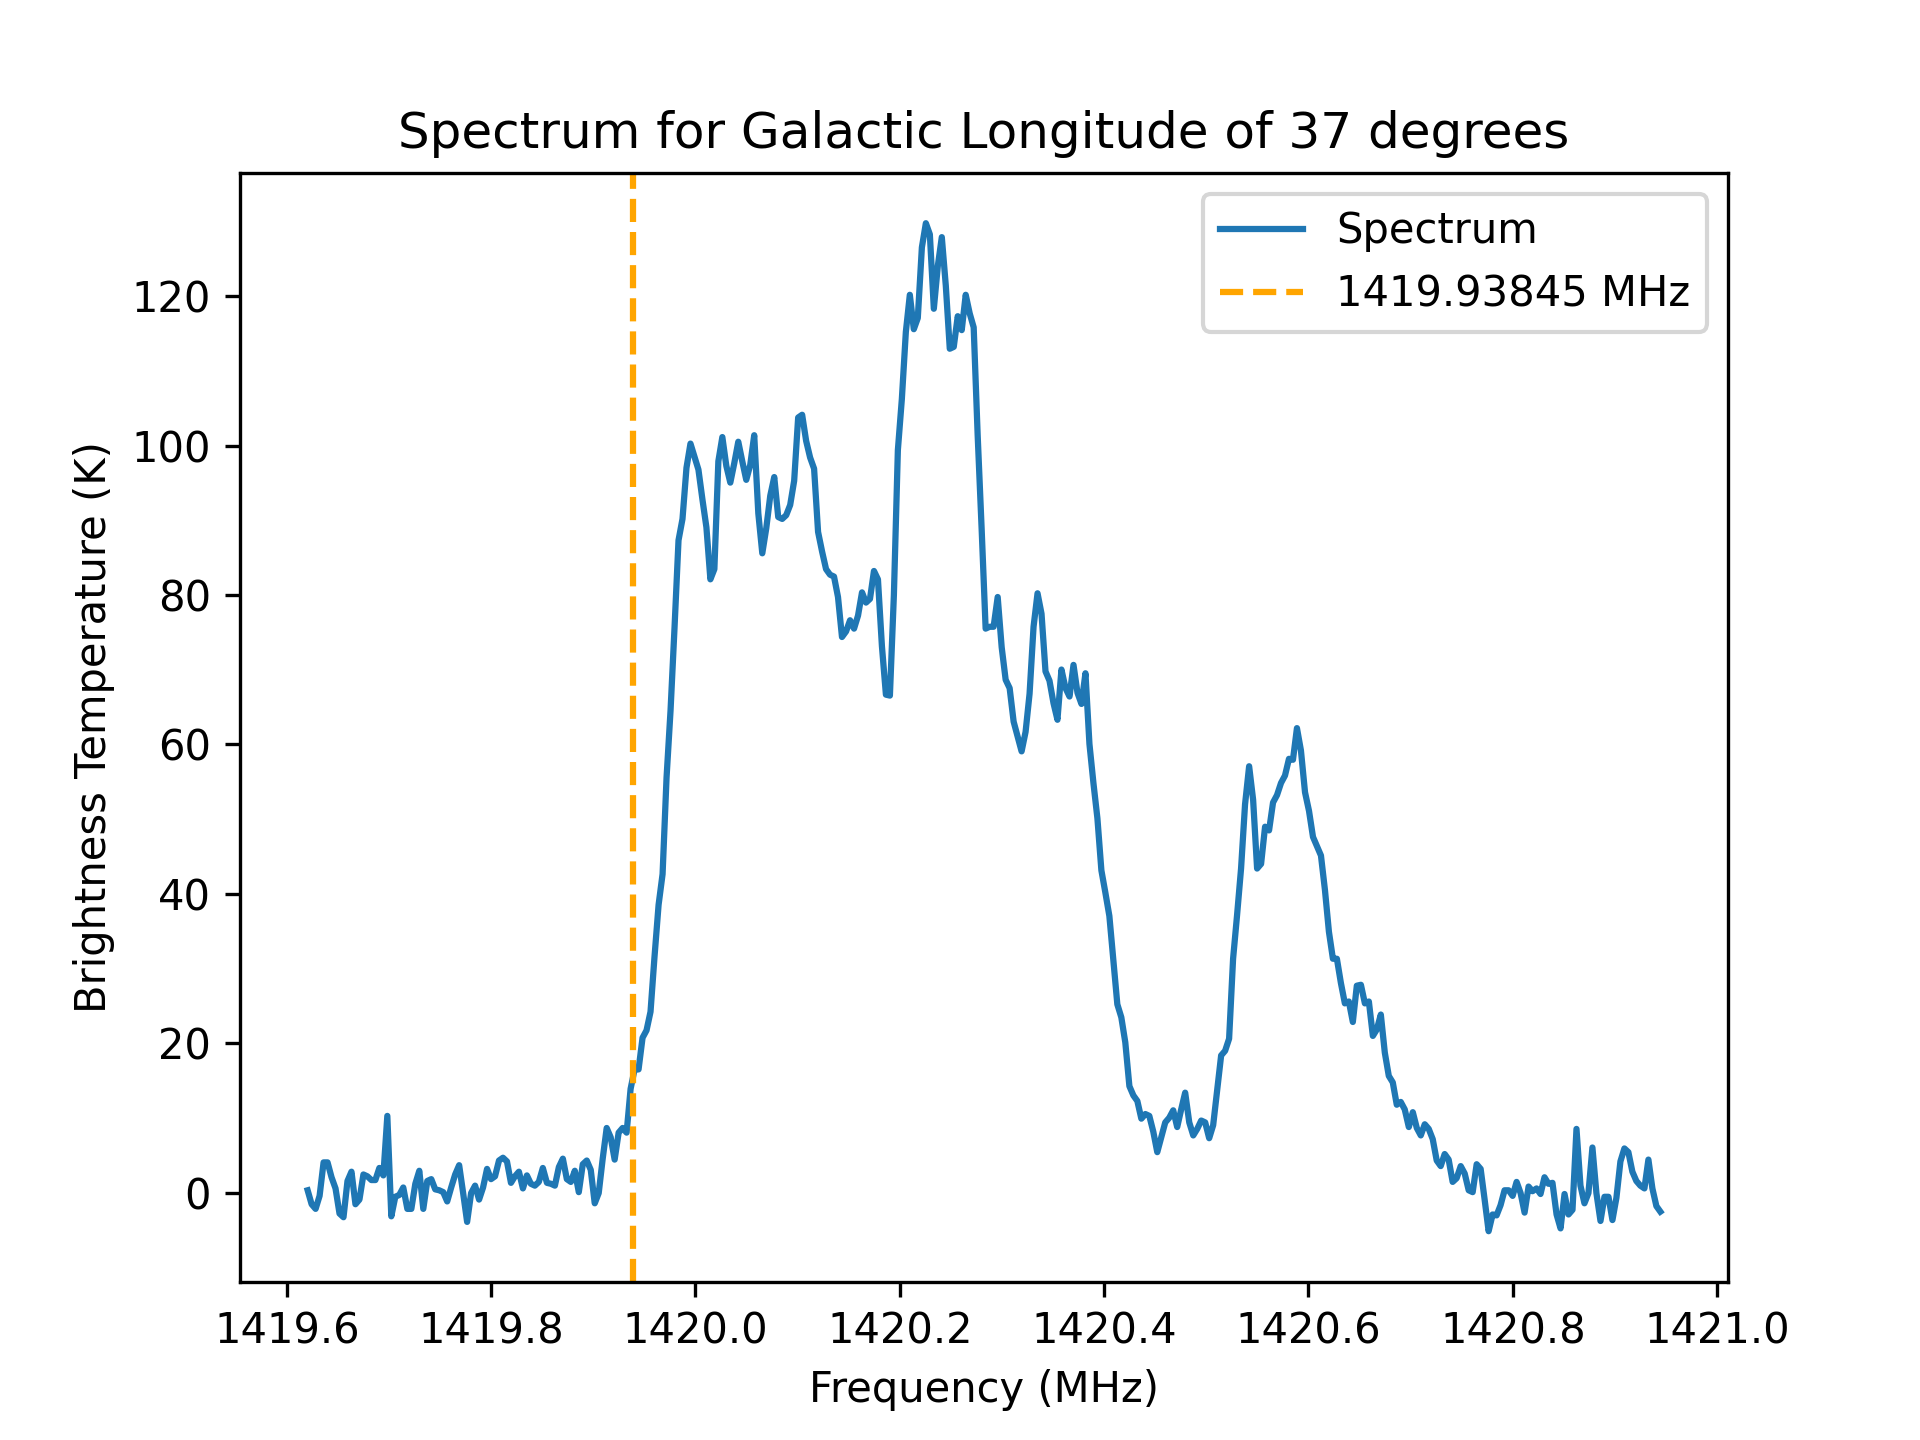 Spectrum for Galactic Longitude of 37 degrees
Spectrum
1419.93845 MHz
Brightness Temperature (K)
120
100
80
60
40
20
0
1419.6 1419.8 1420.0 1420.2 1420.4 1420.6 1420.8 1421.0
Frequency (MHz)